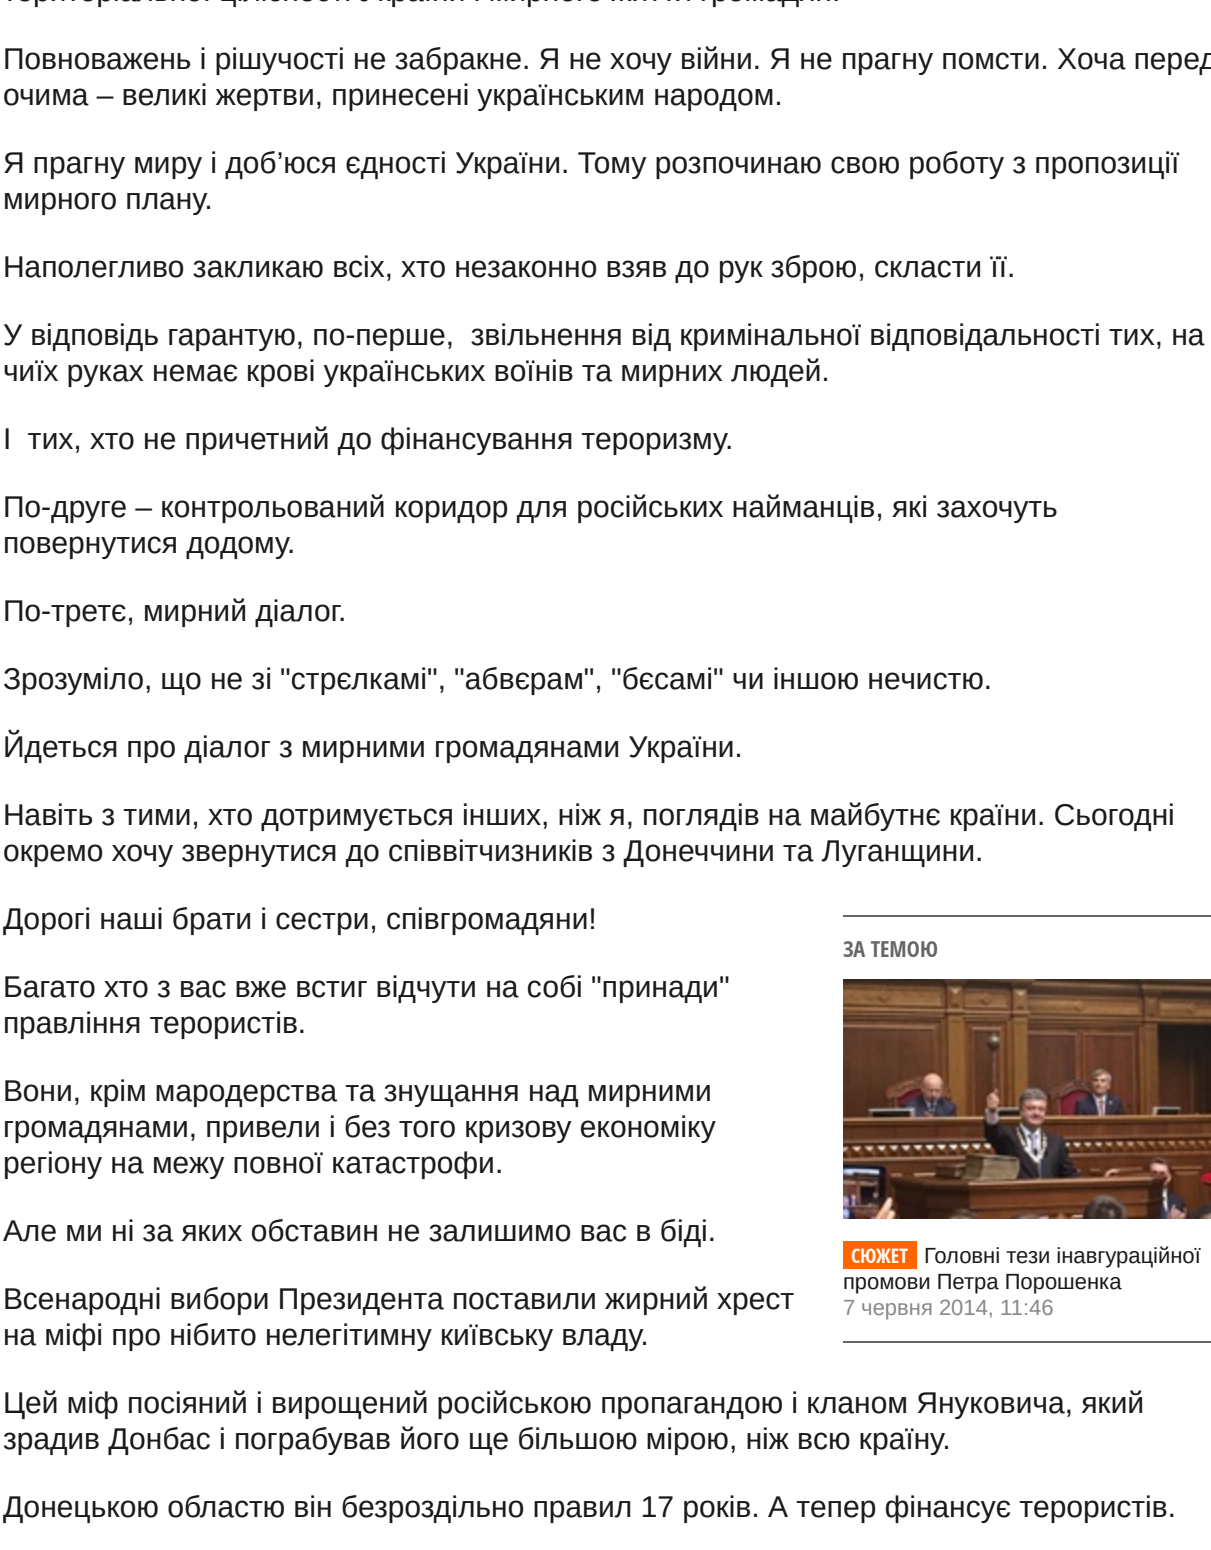 Повноважень і рішучості не забракне. Я не хочу війни. Я не прагну помсти. Хоча перед
очима – великі жертви, принесені українським народом.
Я прагну миру і доб’юся єдності України. Тому розпочинаю свою роботу з пропозиції
мирного плану.
Наполегливо закликаю всіх, хто незаконно взяв до рук зброю, скласти її.
У відповідь гарантую, по-перше,  звільнення від кримінальної відповідальності тих, на
чиїх руках немає крові українських воїнів та мирних людей.
І  тих, хто не причетний до фінансування тероризму.
По-друге – контрольований коридор для російських найманців, які захочуть
повернутися додому.
По-третє, мирний діалог.
Зрозуміло, що не зі "стрєлкамі", "абвєрам", "бєсамі" чи іншою нечистю.
Йдеться про діалог з мирними громадянами України.
Навіть з тими, хто дотримується інших, ніж я, поглядів на майбутнє країни. Сьогодні
окремо хочу звернутися до співвітчизників з Донеччини та Луганщини.
Дорогі наші брати і сестри, співгромадяни!
Багато хто з вас вже встиг відчути на собі "принади"
правління терористів.
Вони, крім мародерства та знущання над мирними
громадянами, привели і без того кризову економіку
регіону на межу повної катастрофи.
Але ми ні за яких обставин не залишимо вас в біді.
Всенародні вибори Президента поставили жирний хрест
на міфі про нібито нелегітимну київську владу.
ЗА ТЕМОЮ
СЮЖЕТ Головні тези інавгураційної
промови Петра Порошенка
7 червня 2014, 11:46
Цей міф посіяний і вирощений російською пропагандою і кланом Януковича, який
зрадив Донбас і пограбував його ще більшою мірою, ніж всю країну.
Донецькою областю він безроздільно правил 17 років. А тепер фінансує терористів.